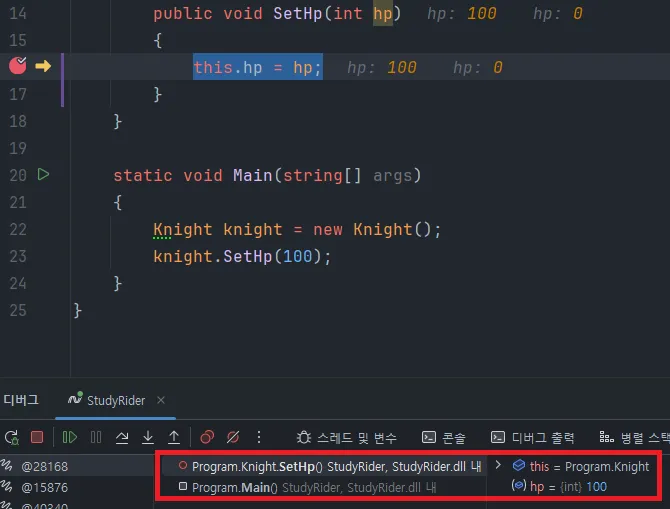 14 public void SetHp(int hp) hp: 100 hp: 0
15 {
this.hp = hp; hp: 100 hp: 0
17 }
18 }
19
20 static void Main(string[] args)
21 {
22 Knight knight = new Knight();
23 knight.SetHp(100);
24 }
25 }
디버그 StudyRider
스레드 및 변수 콘솔 디버그 출력 병렬 스택
@28168 Program.Knight.SetHp() StudyRider, StudyRider.dll 내 this = Program.Knight
@15876 Program.Main() StudyRider, StudyRider.dll 내 hp = {int} 100
@40340